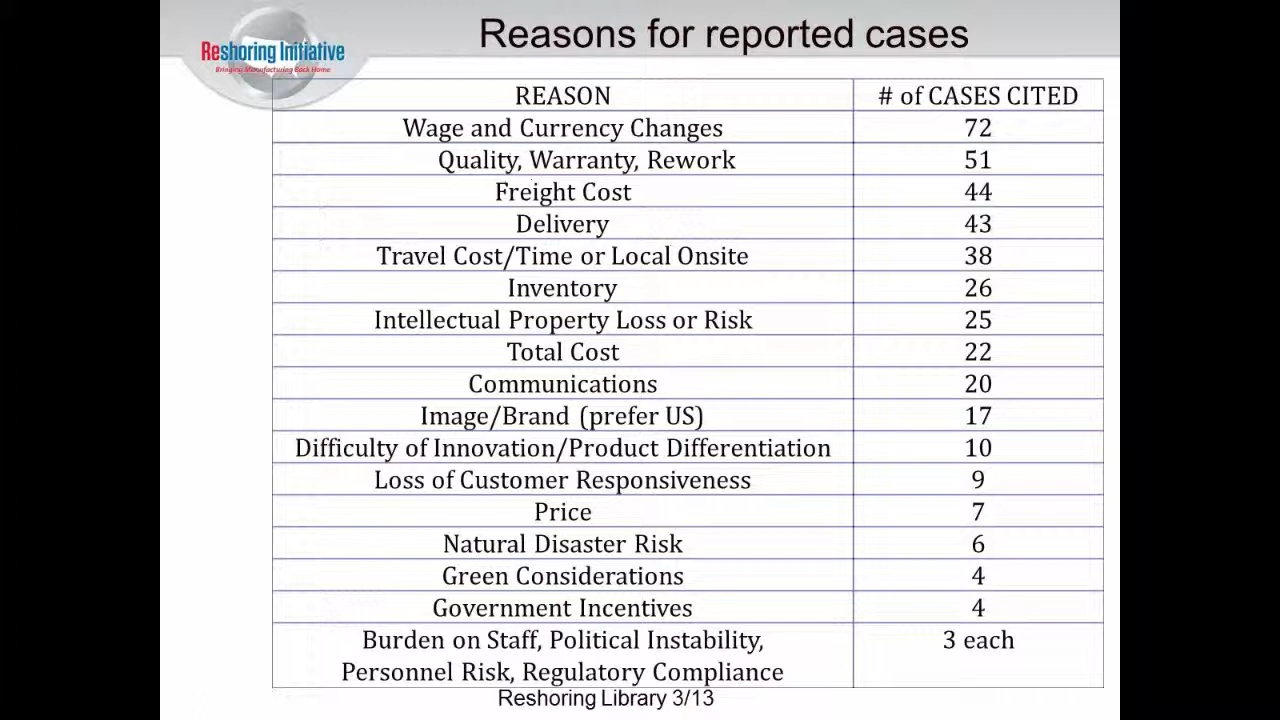 Reasons for reported cases
Reshoring Initiative
Bringing Manufacturing Back Home
REASON # of CASES CITED
Wage and Currency Changes 72
Quality, Warranty, Rework 51
Freight Cost 44
Delivery 43
Travel Cost/Time or Local Onsite 38
Inventory 26
Intellectual Property Loss or Risk 25
Total Cost 22
Communications 20
Image/Brand (prefer US) 17
Difficulty of Innovation/Product Differentiation 10
Loss of Customer Responsiveness 9
Price 7
Natural Disaster Risk 6
Green Considerations 4
Government Incentives 4
Burden on Staff, Political Instability, 3 each
Personnel Risk, Regulatory Compliance
Reshoring Library 3/13